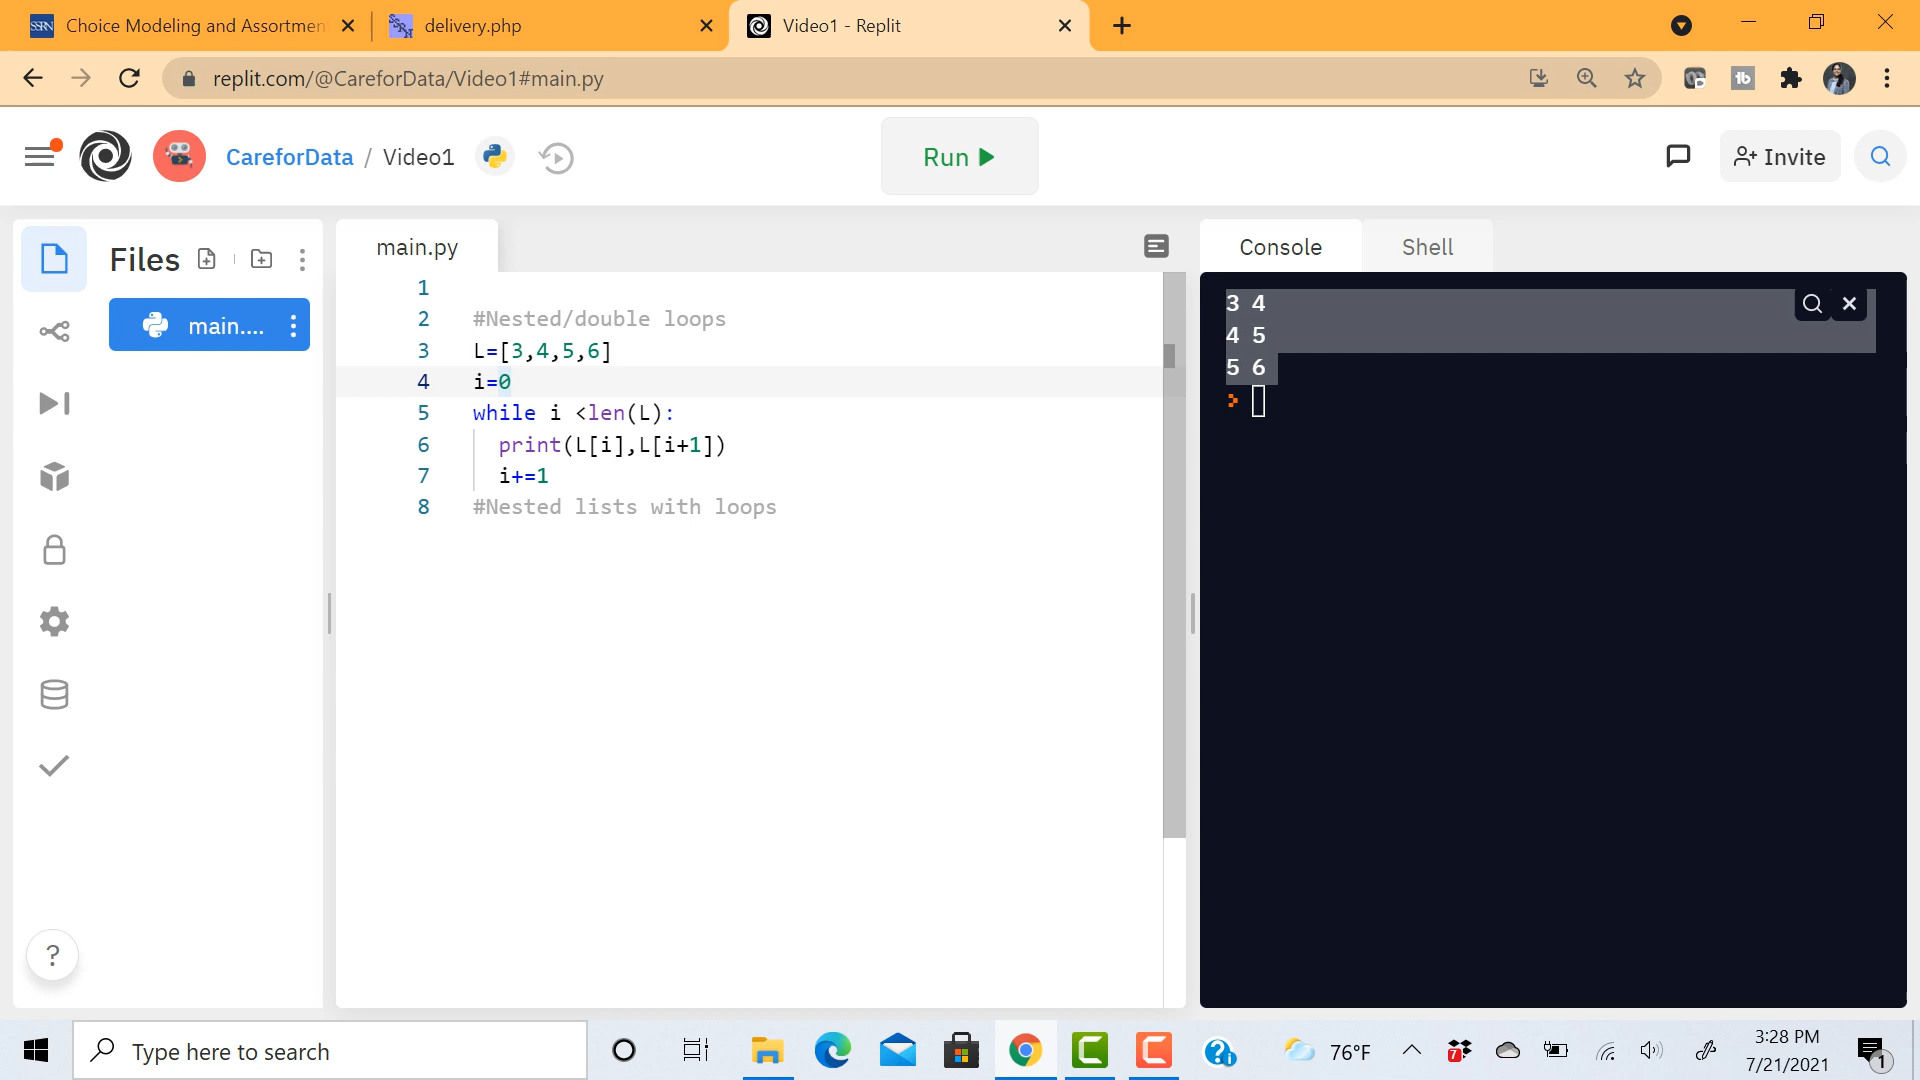 SSRN Choice Modeling and Assortmen
delivery.php
Video1 - Replit
replit.com/@CareforData/Video1#main.py
CareforData / Video1
Run
Invite
Files
main....
main.py
1
2 #Nested/double loops
3 L=[3,4,5,6]
4 i=0
5 while i <len(L):
6 print(L[i],L[i+1])
7 i+=1
8 #Nested lists with loops
Console
Shell
3 4
4 5
5 6
?
Type here to search
76°F
7
3:28 PM
7/21/2021
1